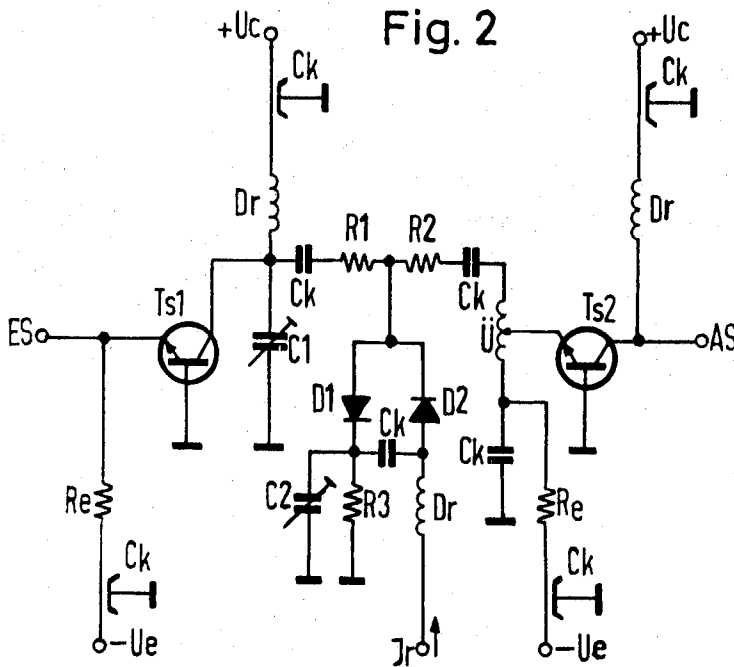 Fig. 2
+Uc
+Uc
Ck
Ck
Dr
Dr
R1
R2
Ck
Ck
Ts1
Ts2
ES
C1
Ü
AS
D1
D2
Ck
Ck
C2
R3
Dr
Re
Re
Ck
Ck
-Ue
Jr
-Ue